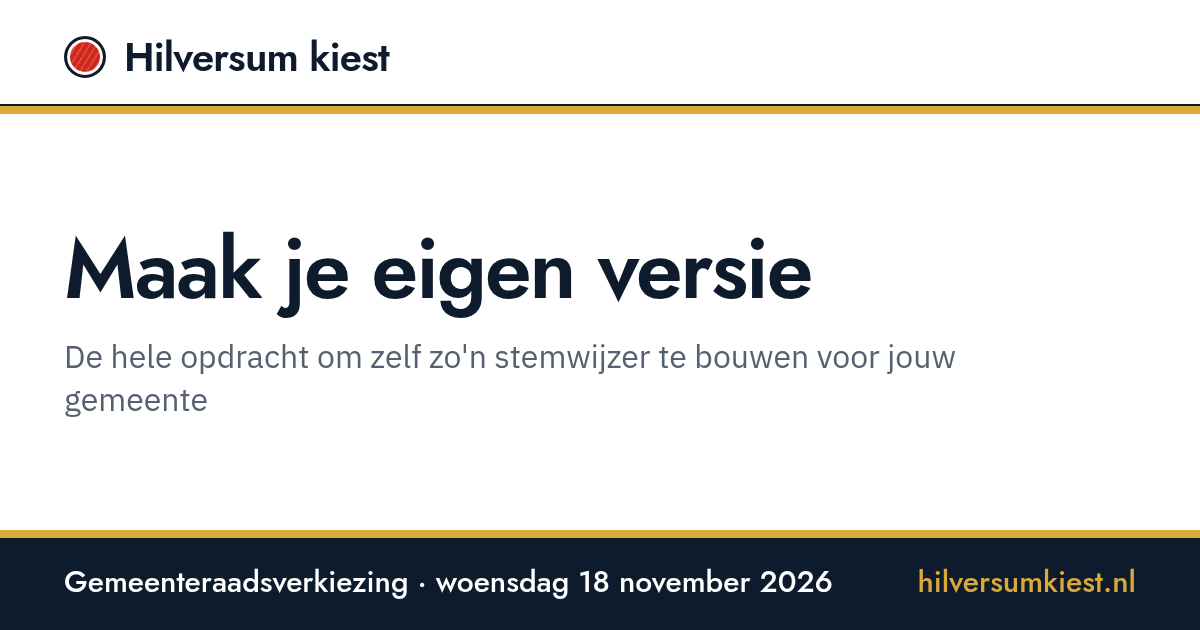 Hilversum kiest
Maak je eigen versie
De hele opdracht om zelf zo'n stemwijzer te bouwen voor jouw
gemeente
Gemeenteraadsverkiezing · woensdag 18 november 2026
hilversumkiest.nl